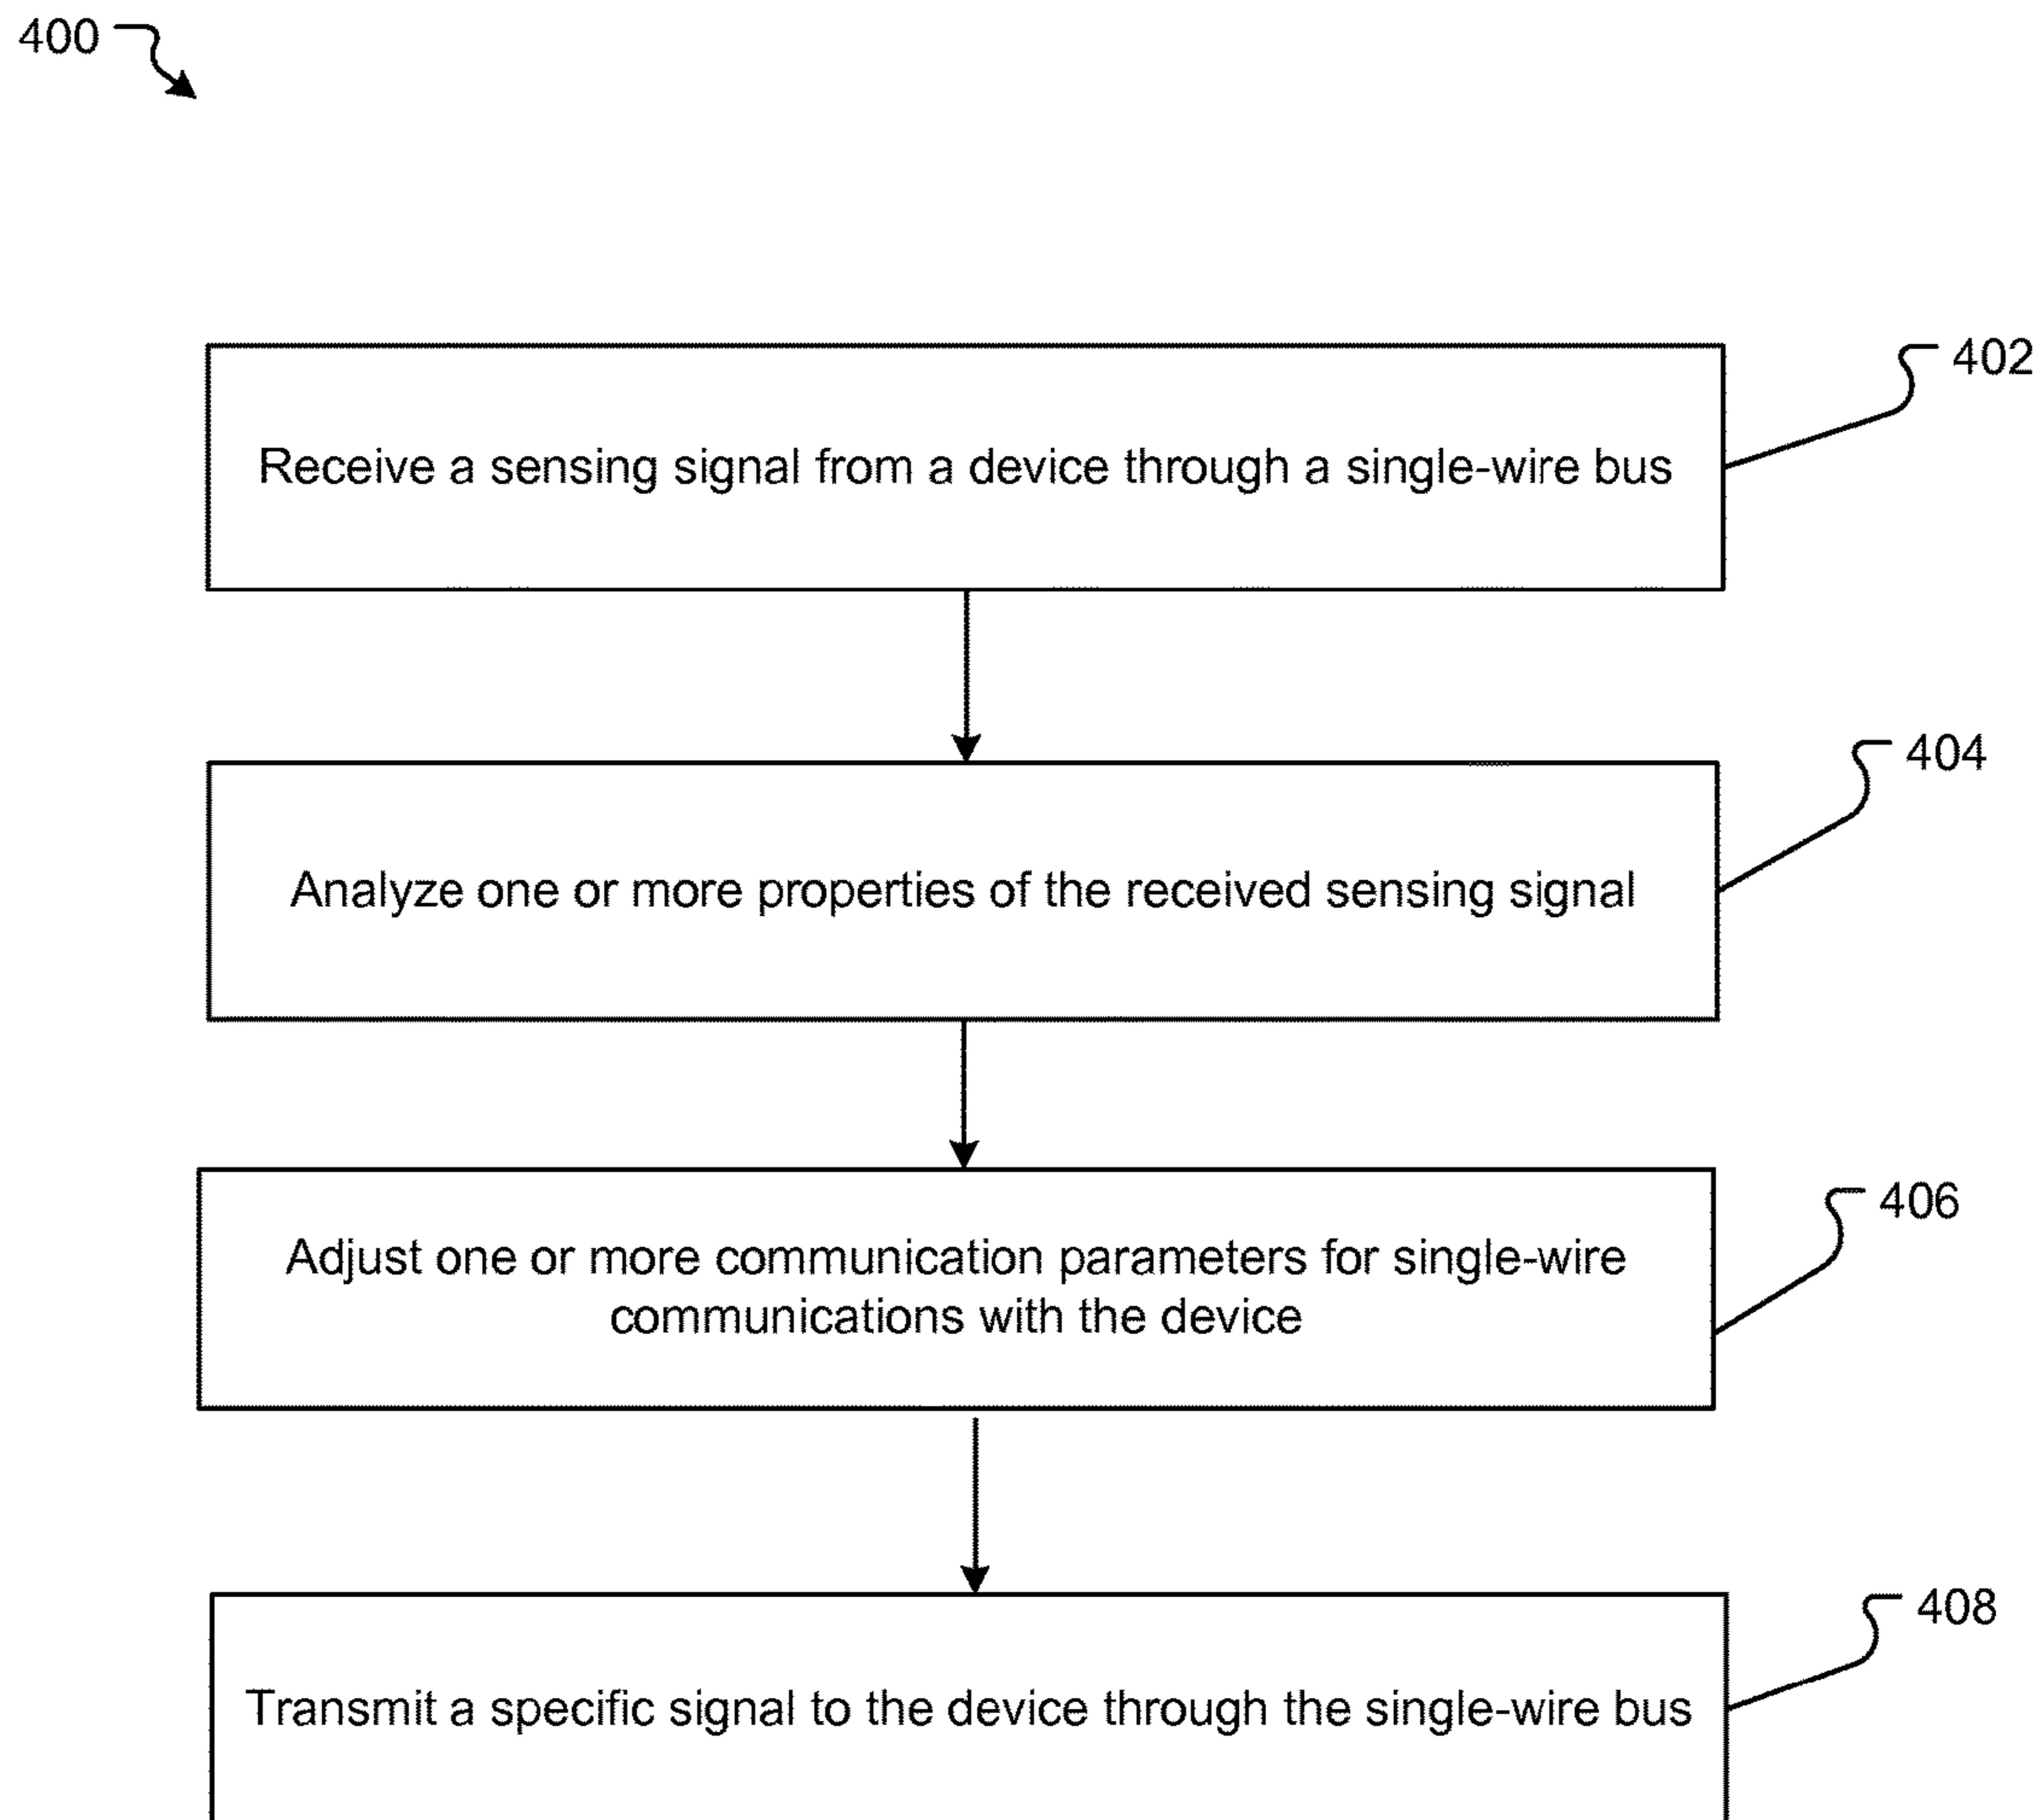 400
402
Receive a sensing signal from a device through a single-wire bus
404
Analyze one or more properties of the received sensing signal
406
Adjust one or more communication parameters for single-wire
communications with the device
408
Transmit a specific signal to the device through the single-wire bus